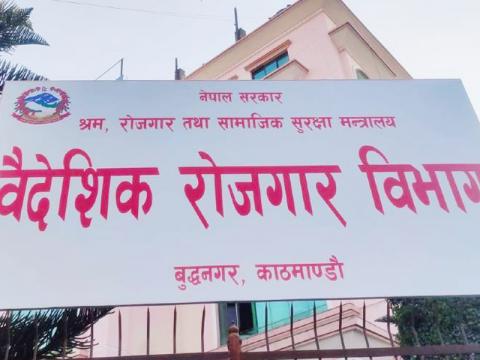 नेपाल सरकार
श्रम, रोजगार तथा सामाजिक सुरक्षा मन्त्रालय
वैदेशिक रोजगार विभाग
बुद्धनगर, काठमाण्डौ